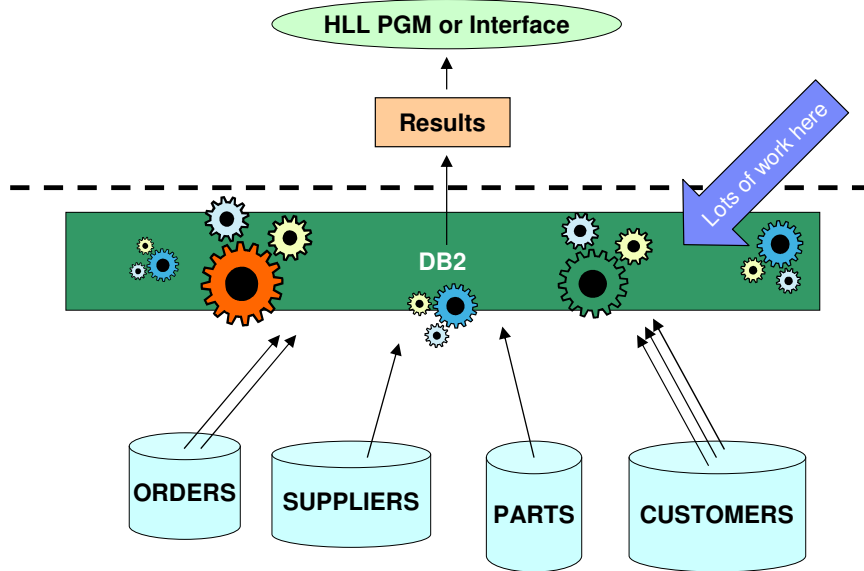 HLL PGM or Interface
Results
Lots of work here
DB2
ORDERS
SUPPLIERS
PARTS
CUSTOMERS